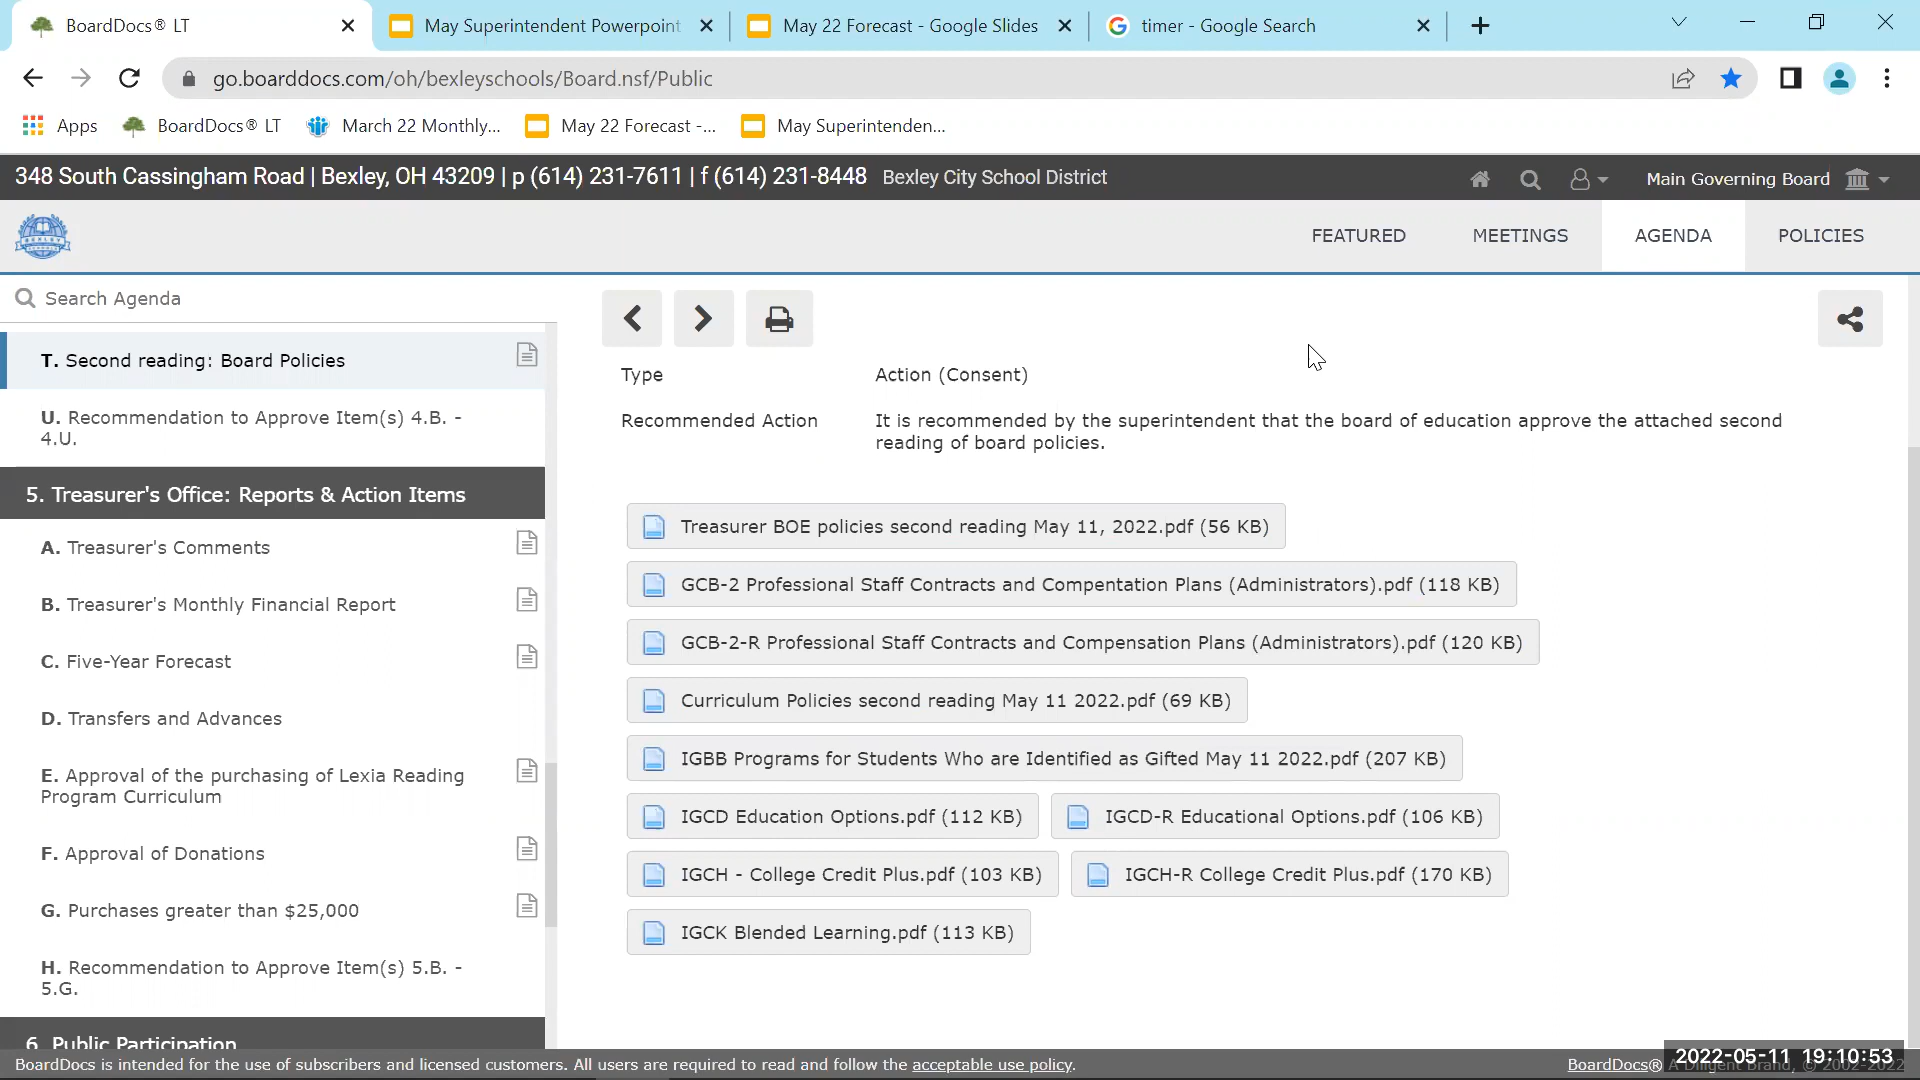 BoardDocs® LT
May Superintendent Powerpoint
May 22 Forecast - Google Slides
timer - Google Search
go.boarddocs.com/oh/bexleyschools/Board.nsf/Public
Apps
BoardDocs® LT
March 22 Monthly...
May 22 Forecast -...
May Superintenden...
348 South Cassingham Road | Bexley, OH 43209 | p (614) 231-7611 | f (614) 231-8448 Bexley City School District
Main Governing Board
FEATURED
MEETINGS
AGENDA
POLICIES
Search Agenda
T. Second reading: Board Policies
U. Recommendation to Approve Item(s) 4.B. -
4.U.
5. Treasurer's Office: Reports & Action Items
A. Treasurer's Comments
B. Treasurer's Monthly Financial Report
C. Five-Year Forecast
D. Transfers and Advances
E. Approval of the purchasing of Lexia Reading
Program Curriculum
F. Approval of Donations
G. Purchases greater than $25,000
H. Recommendation to Approve Item(s) 5.B. -
5.G.
6. Public Participation
Type
Action (Consent)
Recommended Action
It is recommended by the superintendent that the board of education approve the attached second
reading of board policies.
Treasurer BOE policies second reading May 11, 2022.pdf (56 KB)
GCB-2 Professional Staff Contracts and Compentation Plans (Administrators).pdf (118 KB)
GCB-2-R Professional Staff Contracts and Compensation Plans (Administrators).pdf (120 KB)
Curriculum Policies second reading May 11 2022.pdf (69 KB)
IGBB Programs for Students Who are Identified as Gifted May 11 2022.pdf (207 KB)
IGCD Education Options.pdf (112 KB)
IGCD-R Educational Options.pdf (106 KB)
IGCH - College Credit Plus.pdf (103 KB)
IGCH-R College Credit Plus.pdf (170 KB)
IGCK Blended Learning.pdf (113 KB)
BoardDocs is intended for the use of subscribers and licensed customers. All users are required to read and follow the acceptable use policy.
BoardDocs® A Diligent Brand, © 2002-2022
2022-05-11 19:10:53